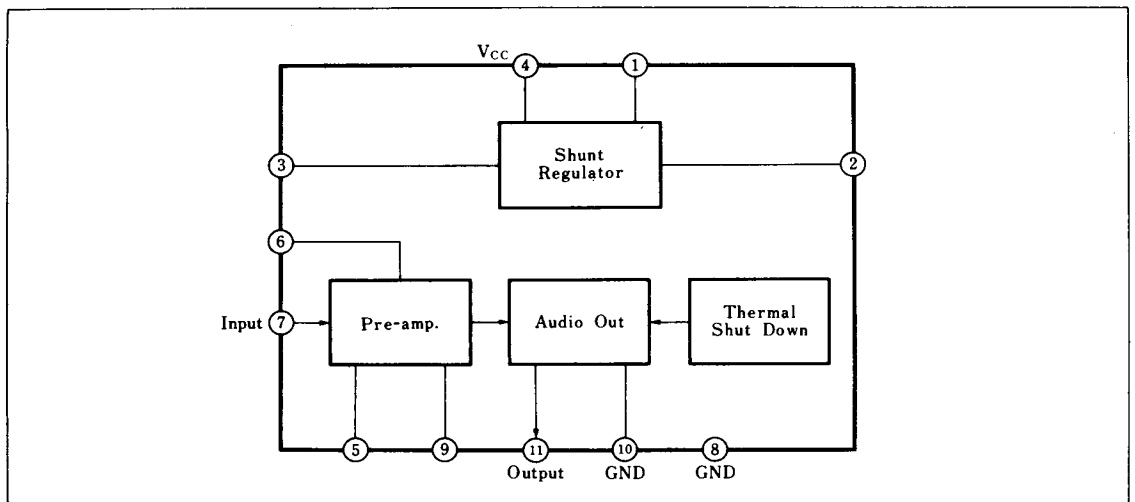 VCC
4
1
Shunt
Regulator
3
2
6
Input
7
Pre-amp.
Audio Out
Thermal
Shut Down
5
9
11
10
8
Output
GND
GND